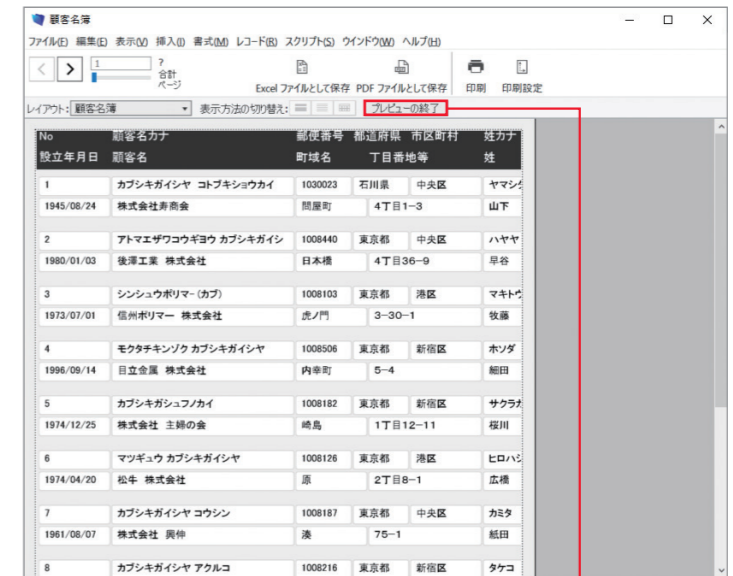 顧客名簿
ファイル(F) 編集(E) 表示(V) 挿入(I) 書式(M) レコード(R) スクリプト(S) ウインドウ(W) ヘルプ(H)
1 ? 合計 ページ
Excel ファイルとして保存 PDF ファイルとして保存 印刷 印刷設定
レイアウト: 顧客名簿 表示方法の切り替え: プレビューの終了
No 顧客名カナ 郵便番号 都道府県 市区町村 姓カナ
設立年月日 顧客名 町域名 丁目番地等 姓
1 カブシキガイシヤ コトブキショウカイ 1030023 石川県 中央区 ヤマシタ
1945/08/24 株式会社寿商会 問屋町 4丁目1-3 山下
2 アトマエザワコウギヨウ カブシキガイシ 1008440 東京都 中央区 ハヤヤ
1980/01/03 後澤工業 株式会社 日本橋 4丁目36-9 早谷
3 シンシュウポリマｰ(カブ) 1008103 東京都 港区 マキトウ
1973/07/01 信州ポリマー 株式会社 虎ノ門 3-30-1 牧藤
4 モクタチキンゾク カブシキガイシヤ 1008506 東京都 新宿区 ホソダ
1996/09/14 目立金属 株式会社 内幸町 5-4 細田
5 カブシキガシュフノカイ 1008182 東京都 新宿区 サクラカ
1974/12/25 株式会社 主婦の会 崎島 1丁目12-11 桜川
6 マツギュウ カブシキガイシヤ 1008126 東京都 港区 ヒロハシ
1974/04/20 松牛 株式会社 原 2丁目8-1 広橋
7 カブシキガイシヤ コウシン 1008187 東京都 中央区 カミタ
1961/08/07 株式会社 興伸 湊 75-1 紙田
8 カブシキガイシヤ アクルコ 1008216 東京都 新宿区 タケコ